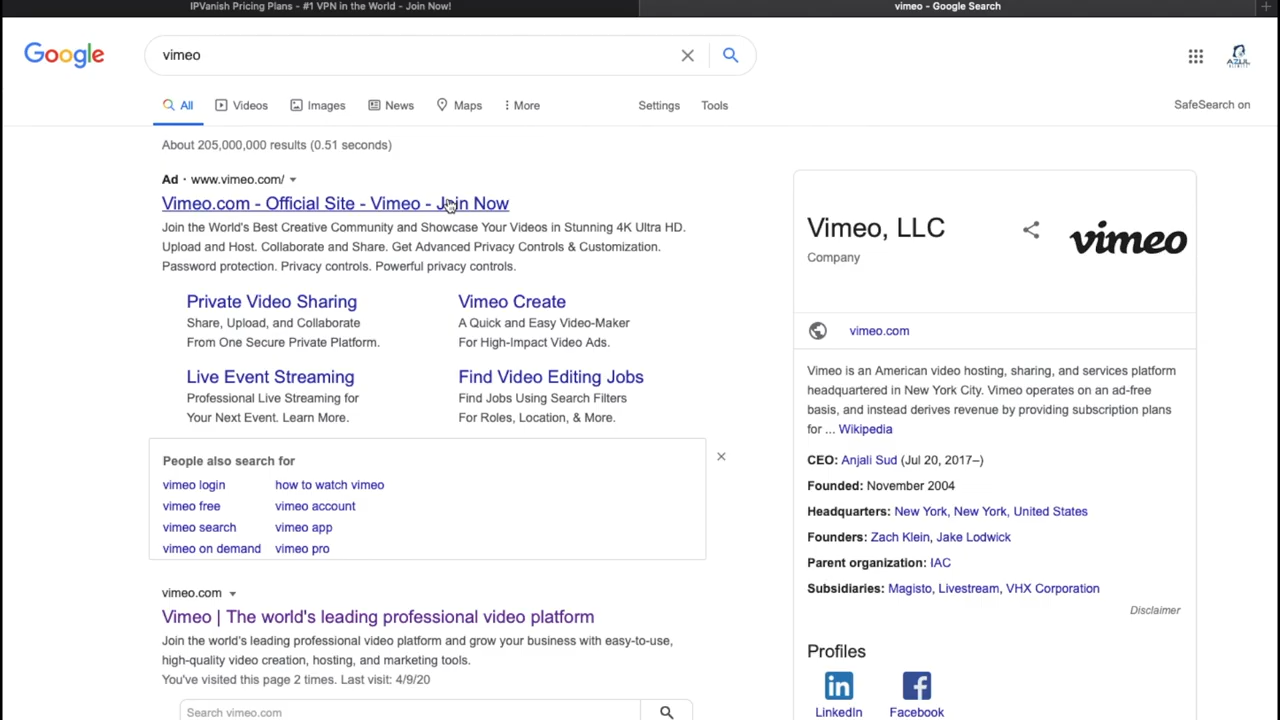 IPVanish Pricing Plans - #1 VPN in the World - Join Now!
vimeo - Google Search
Google
vimeo
All
Videos
Images
News
Maps
More
Settings
Tools
SafeSearch on
About 205,000,000 results (0.51 seconds)
Ad · www.vimeo.com/
Vimeo.com - Official Site - Vimeo - Join Now
Join the World's Best Creative Community and Showcase Your Videos in Stunning 4K Ultra HD.
Upload and Host. Collaborate and Share. Get Advanced Privacy Controls & Customization.
Password protection. Privacy controls. Powerful privacy controls.
Private Video Sharing
Share, Upload, and Collaborate
From One Secure Private Platform.
Vimeo Create
A Quick and Easy Video-Maker
For High-Impact Video Ads.
Live Event Streaming
Professional Live Streaming for
Your Next Event. Learn More.
Find Video Editing Jobs
Find Jobs Using Search Filters
For Roles, Location, & More.
People also search for
vimeo login
how to watch vimeo
vimeo free
vimeo account
vimeo search
vimeo app
vimeo on demand
vimeo pro
vimeo.com
Vimeo | The world's leading professional video platform
Join the world's leading professional video platform and grow your business with easy-to-use,
high-quality video creation, hosting, and marketing tools.
You've visited this page 2 times. Last visit: 4/9/20
Search vimeo.com
Vimeo, LLC
Company
vimeo
vimeo.com
Vimeo is an American video hosting, sharing, and services platform
headquartered in New York City. Vimeo operates on an ad-free
basis, and instead derives revenue by providing subscription plans
for ... Wikipedia
CEO: Anjali Sud (Jul 20, 2017–)
Founded: November 2004
Headquarters: New York, New York, United States
Founders: Zach Klein, Jake Lodwick
Parent organization: IAC
Subsidiaries: Magisto, Livestream, VHX Corporation
Disclaimer
Profiles
LinkedIn
Facebook